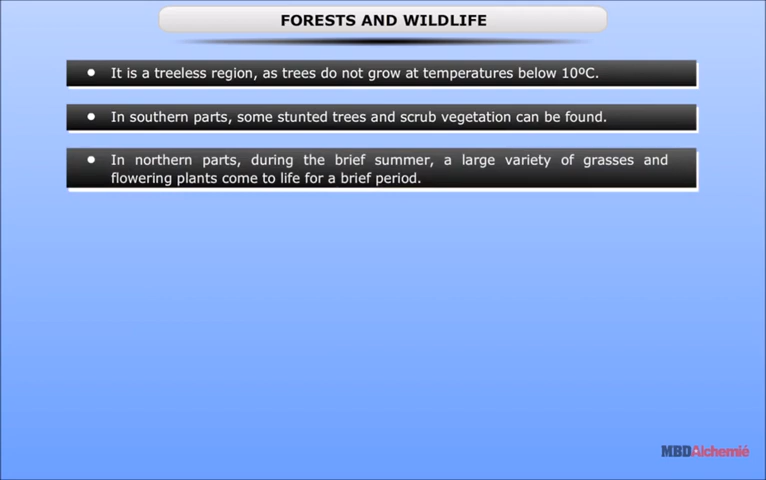 FORESTS AND WILDLIFE
● It is a treeless region, as trees do not grow at temperatures below 10ºC.
● In southern parts, some stunted trees and scrub vegetation can be found.
● In northern parts, during the brief summer, a large variety of grasses and
flowering plants come to life for a brief period.
MBDAlchemié